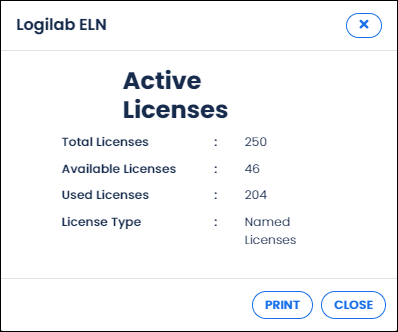 Logilab ELN
Active
Licenses
Total Licenses : 250
Available Licenses : 46
Used Licenses : 204
License Type : Named
Licenses
PRINT CLOSE